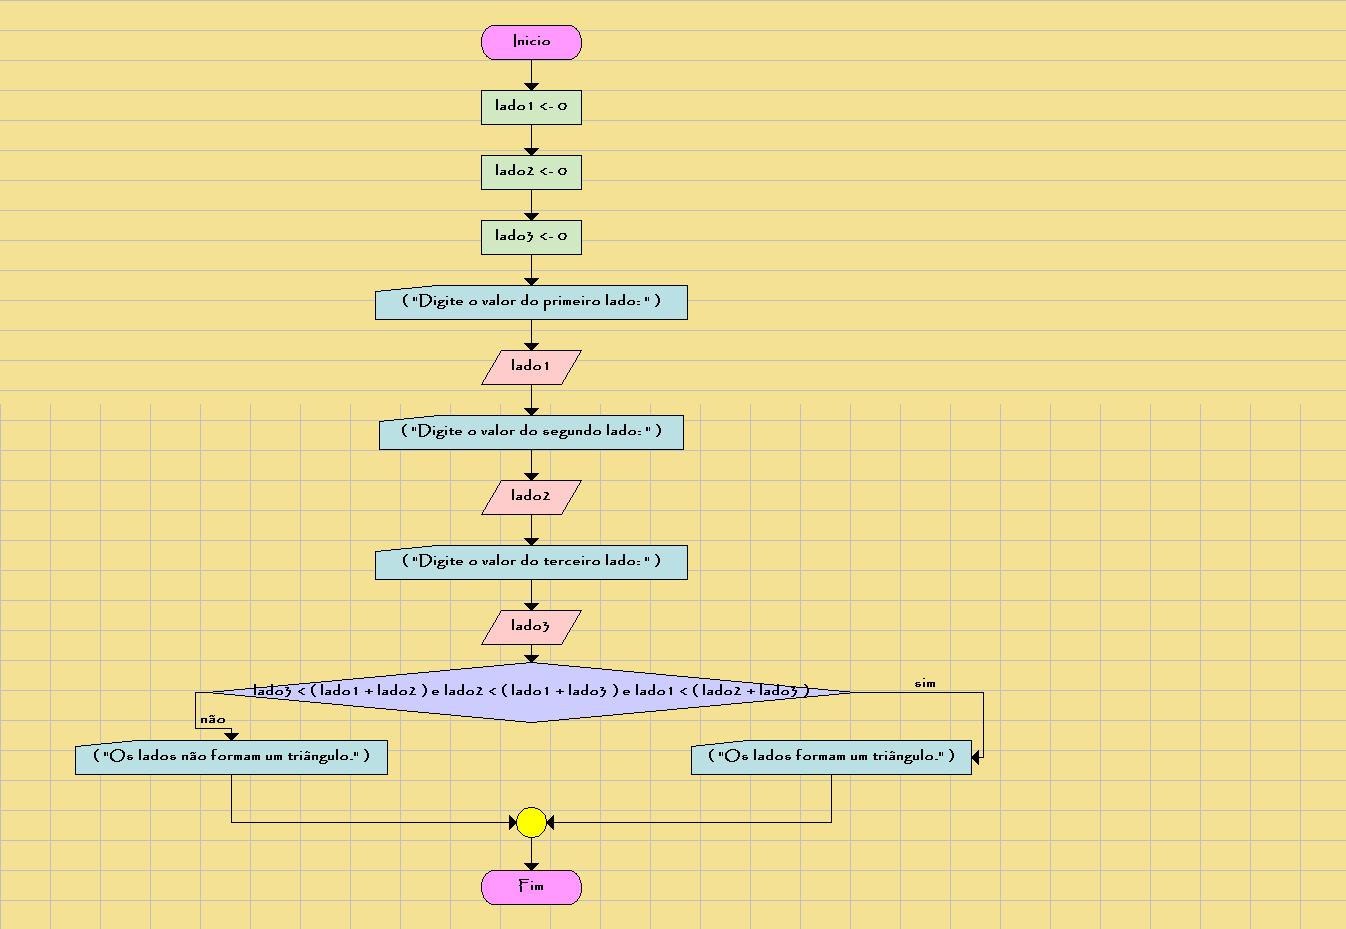 Inicio
lado1 <- 0
lado2 <- 0
lado3 <- 0
( "Digite o valor do primeiro lado: " )
lado1
( "Digite o valor do segundo lado: " )
lado2
( "Digite o valor do terceiro lado: " )
lado3
lado3 < ( lado1 + lado2 ) e lado2 < ( lado1 + lado3 ) e lado1 < ( lado2 + lado3 )
sim
não
( "Os lados não formam um triângulo." )
( "Os lados formam um triângulo." )
Fim